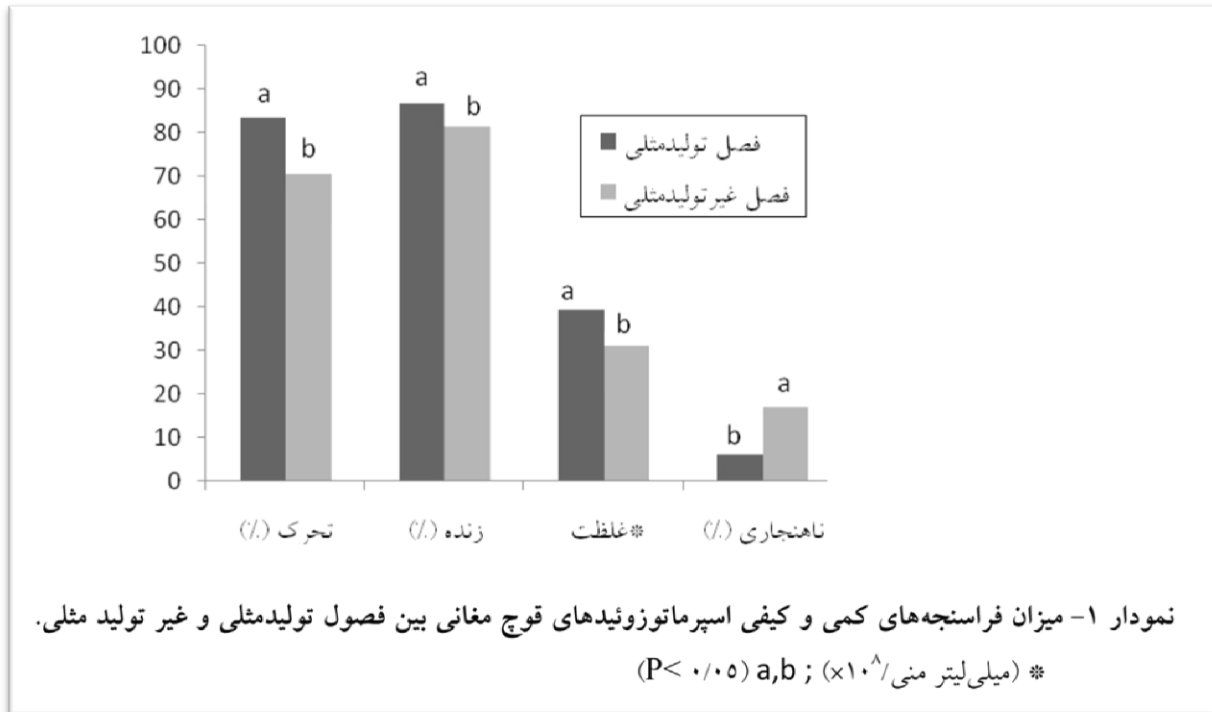 100
90
80
70
60
50
40
30
20
10
0
a
b
a
b
a
b
b
a
فصل تولیدمثلی
فصل غیرتولیدمثلی
تحرک (٪)
زنده (٪)
*غلظت
ناهنجاری (٪)
نمودار ۱- میزان فراسنجه‌های کمی و کیفی اسپرماتوزوئیدهای قوچ مغانی بین فصول تولیدمثلی و غیر تولید مثلی.
* (میلی‌لیتر منی/۱۰^۸×) ; a,b (P< ۰/۰۵)